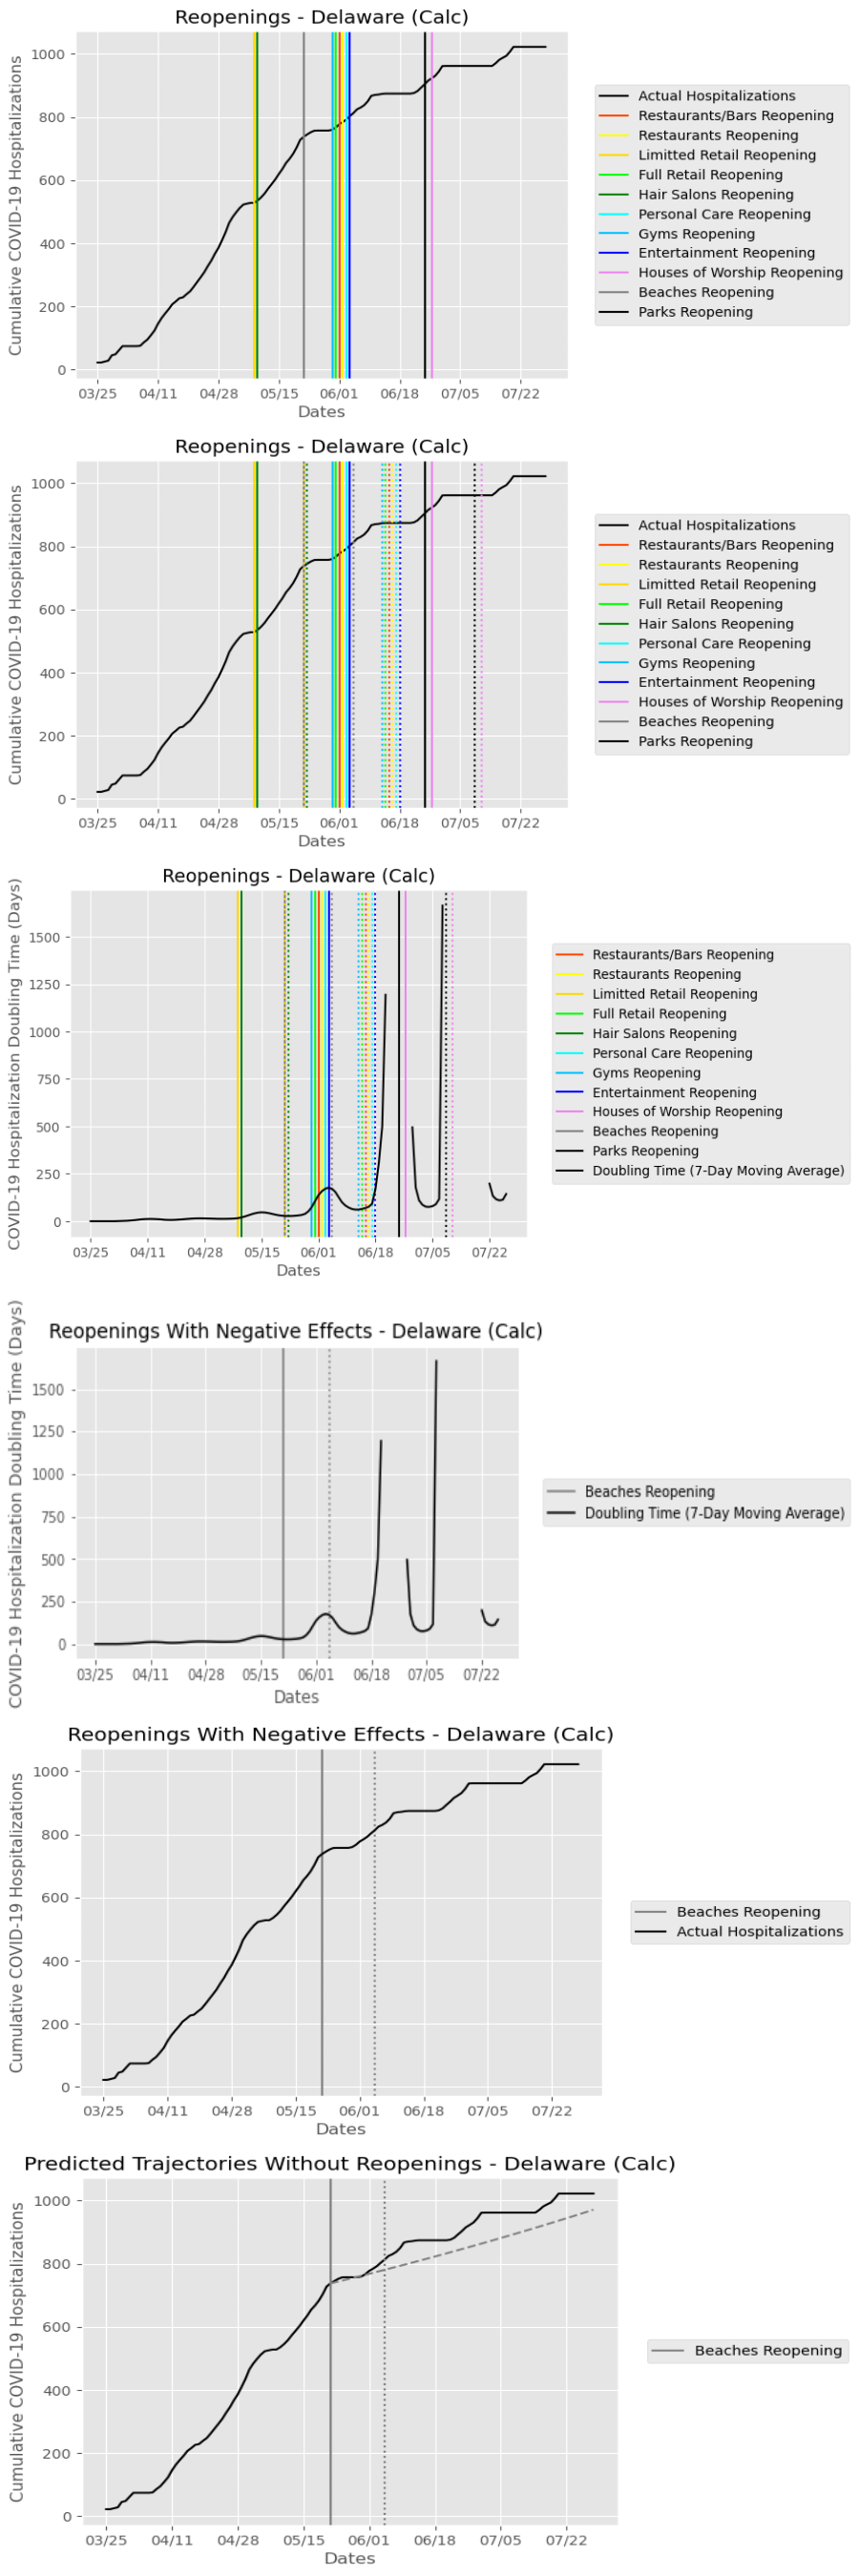 Reopenings - Delaware (Calc)
Cumulative COVID-19 Hospitalizations
1000
800
600
400
200
0
03/25 04/11 04/28 05/15 06/01 06/18 07/05 07/22
Dates
Actual Hospitalizations
Restaurants/Bars Reopening
Restaurants Reopening
Limitted Retail Reopening
Full Retail Reopening
Hair Salons Reopening
Personal Care Reopening
Gyms Reopening
Entertainment Reopening
Houses of Worship Reopening
Beaches Reopening
Parks Reopening
Reopenings - Delaware (Calc)
Cumulative COVID-19 Hospitalizations
1000
800
600
400
200
0
03/25 04/11 04/28 05/15 06/01 06/18 07/05 07/22
Dates
Actual Hospitalizations
Restaurants/Bars Reopening
Restaurants Reopening
Limitted Retail Reopening
Full Retail Reopening
Hair Salons Reopening
Personal Care Reopening
Gyms Reopening
Entertainment Reopening
Houses of Worship Reopening
Beaches Reopening
Parks Reopening
Reopenings - Delaware (Calc)
COVID-19 Hospitalization Doubling Time (Days)
1500
1250
1000
750
500
250
0
03/25 04/11 04/28 05/15 06/01 06/18 07/05 07/22
Dates
Restaurants/Bars Reopening
Restaurants Reopening
Limitted Retail Reopening
Full Retail Reopening
Hair Salons Reopening
Personal Care Reopening
Gyms Reopening
Entertainment Reopening
Houses of Worship Reopening
Beaches Reopening
Parks Reopening
Doubling Time (7-Day Moving Average)
Reopenings With Negative Effects - Delaware (Calc)
COVID-19 Hospitalization Doubling Time (Days)
1500
1250
1000
750
500
250
0
03/25 04/11 04/28 05/15 06/01 06/18 07/05 07/22
Dates
Beaches Reopening
Doubling Time (7-Day Moving Average)
Reopenings With Negative Effects - Delaware (Calc)
Cumulative COVID-19 Hospitalizations
1000
800
600
400
200
0
03/25 04/11 04/28 05/15 06/01 06/18 07/05 07/22
Dates
Beaches Reopening
Actual Hospitalizations
Predicted Trajectories Without Reopenings - Delaware (Calc)
Cumulative COVID-19 Hospitalizations
1000
800
600
400
200
0
03/25 04/11 04/28 05/15 06/01 06/18 07/05 07/22
Dates
Beaches Reopening